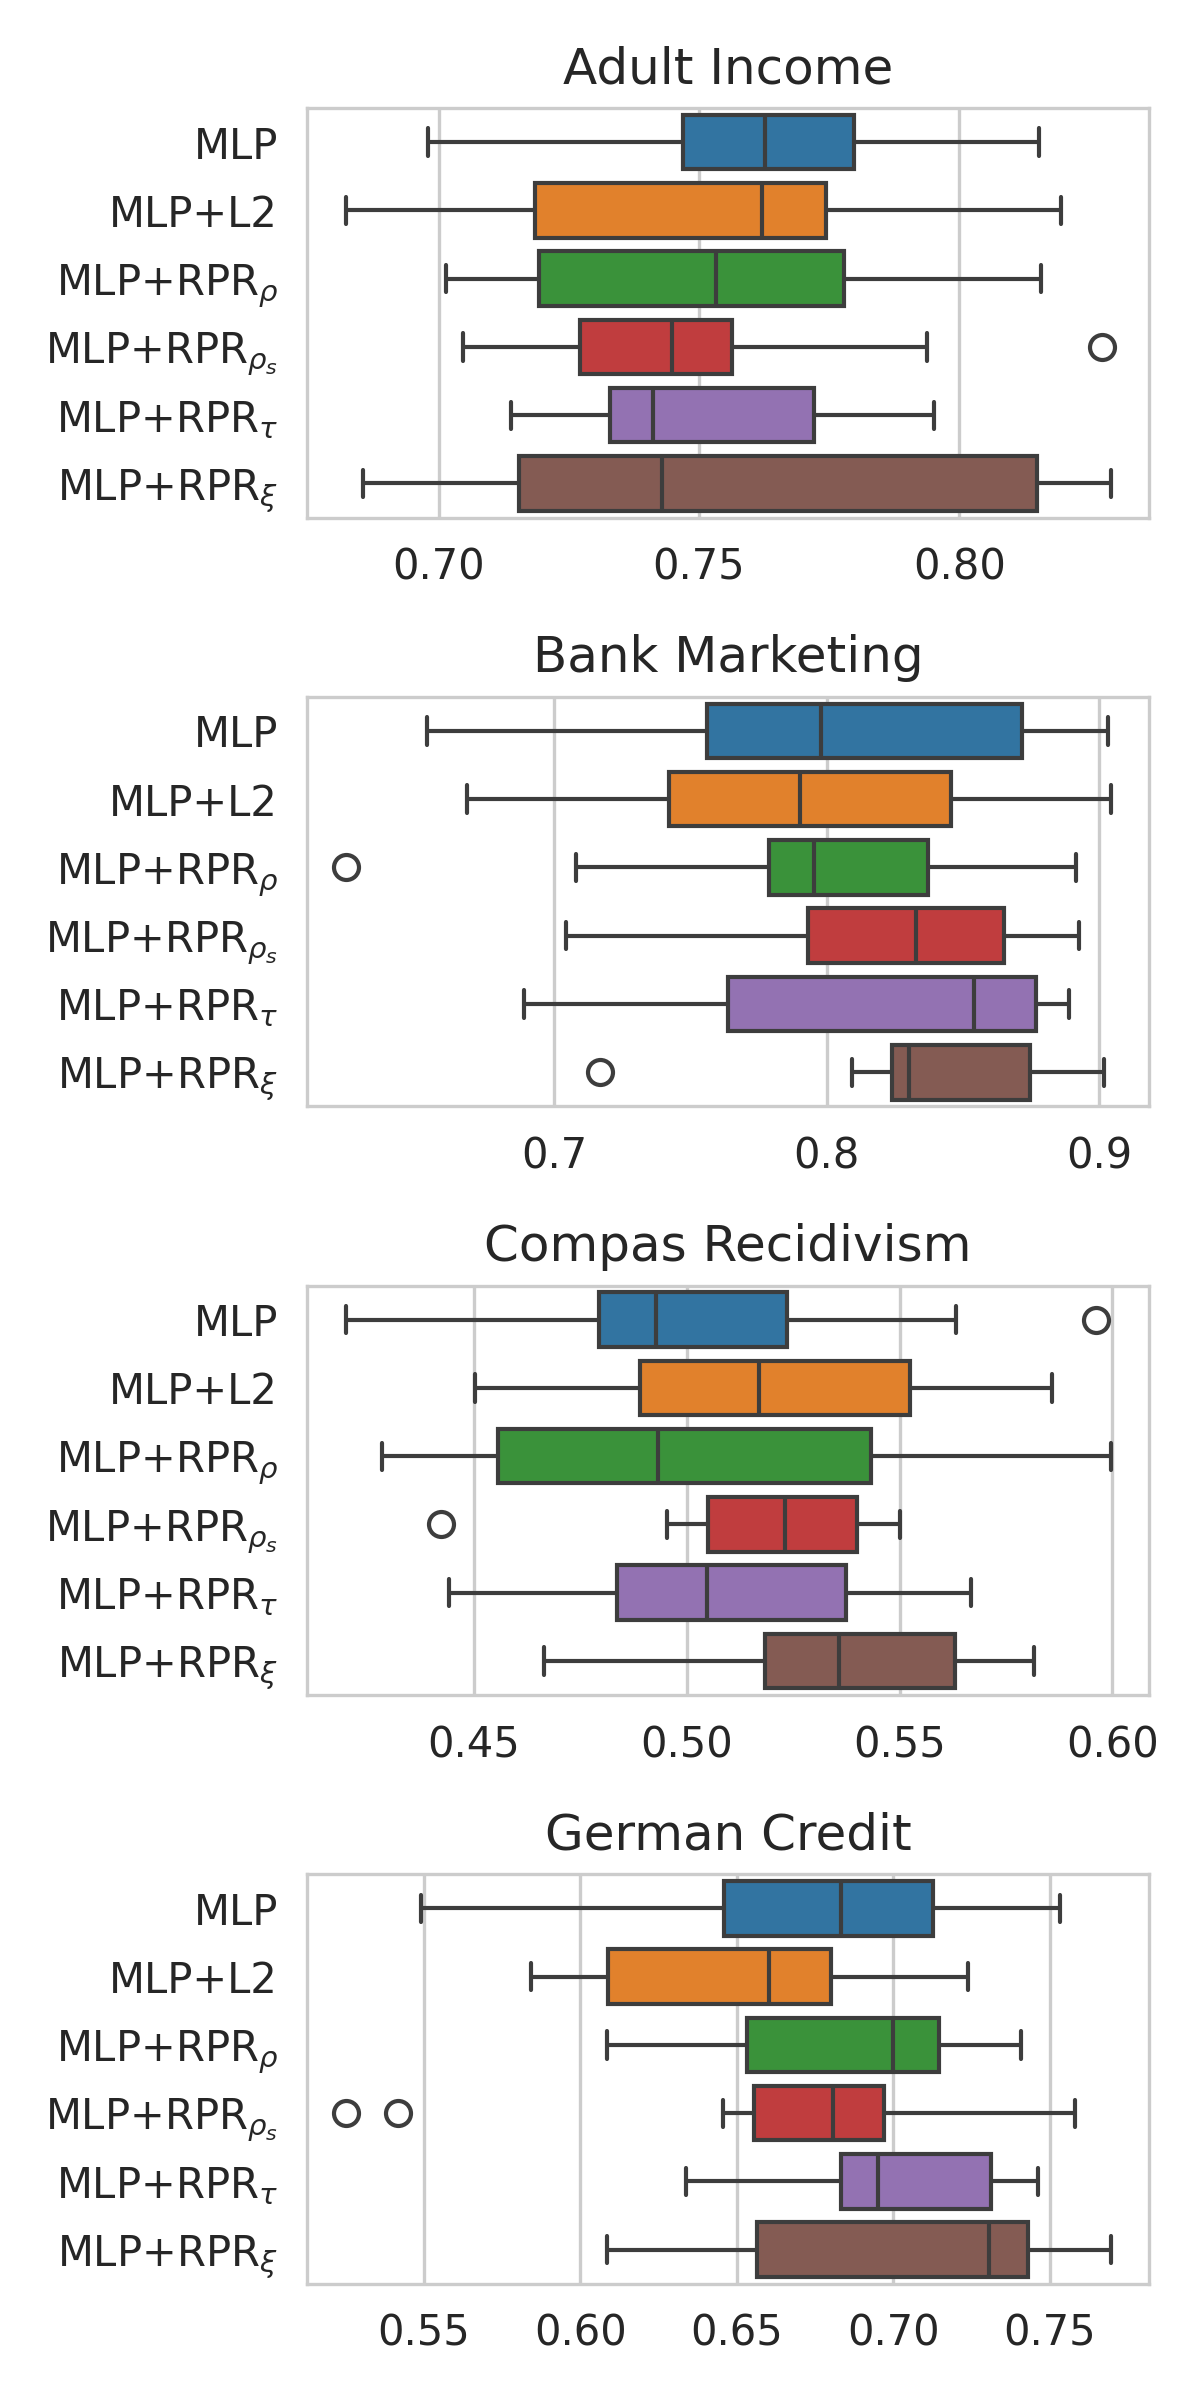 Adult Income
MLP
MLP+L2
MLP+RPRρ
MLP+RPRρs
MLP+RPRτ
MLP+RPRξ
0.70 0.75 0.80
Bank Marketing
MLP
MLP+L2
MLP+RPRρ
MLP+RPRρs
MLP+RPRτ
MLP+RPRξ
0.7 0.8 0.9
Compas Recidivism
MLP
MLP+L2
MLP+RPRρ
MLP+RPRρs
MLP+RPRτ
MLP+RPRξ
0.45 0.50 0.55 0.60
German Credit
MLP
MLP+L2
MLP+RPRρ
MLP+RPRρs
MLP+RPRτ
MLP+RPRξ
0.55 0.60 0.65 0.70 0.75